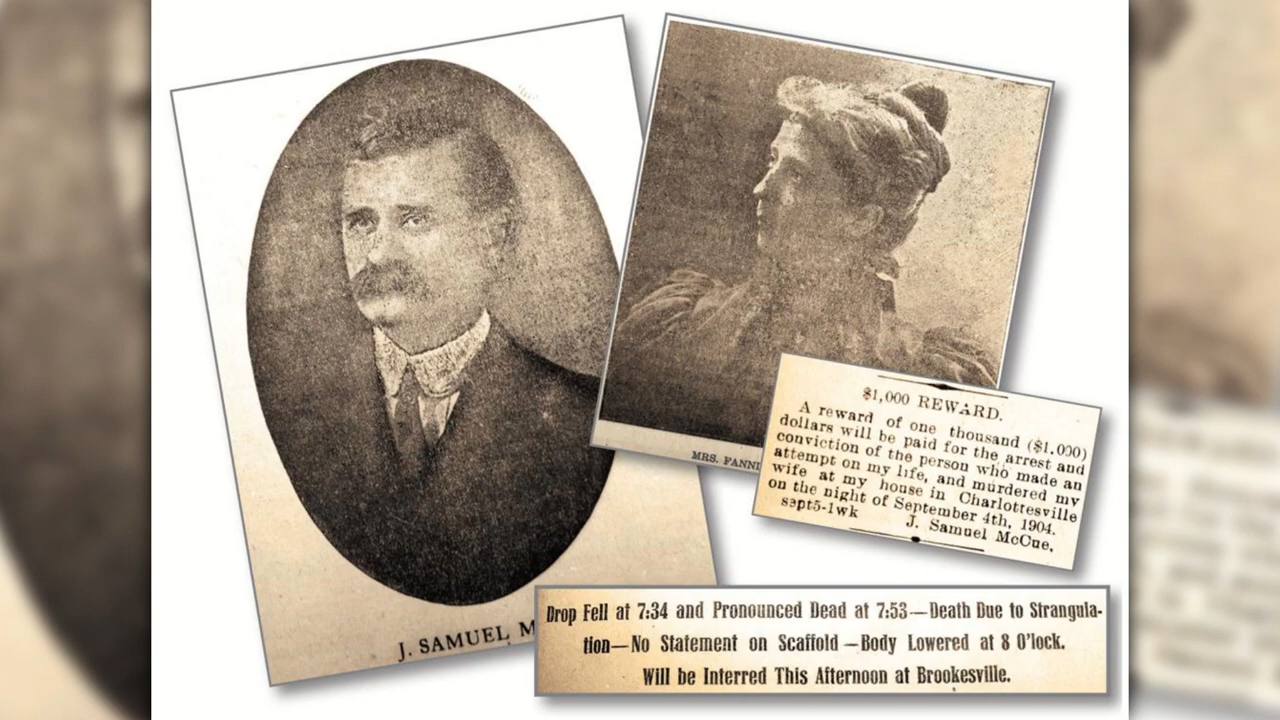 J. SAMUEL M
MRS. FANNI
$1,000 REWARD.
A reward of one thousand ($1.000)
dollars will be paid for the arrest and
conviction of the person who made an
attempt on my life, and murdered my
wife at my house in Charlottesville
on the night of September 4th, 1904.
sept5-1wk J. Samuel McCue,
Drop Fell at 7:34 and Pronounced Dead at 7:53—Death Due to Strangula-
tion—No Statement on Scaffold—Body Lowered at 8 O'lock.
Will be Interred This Afternoon at Brookesville.